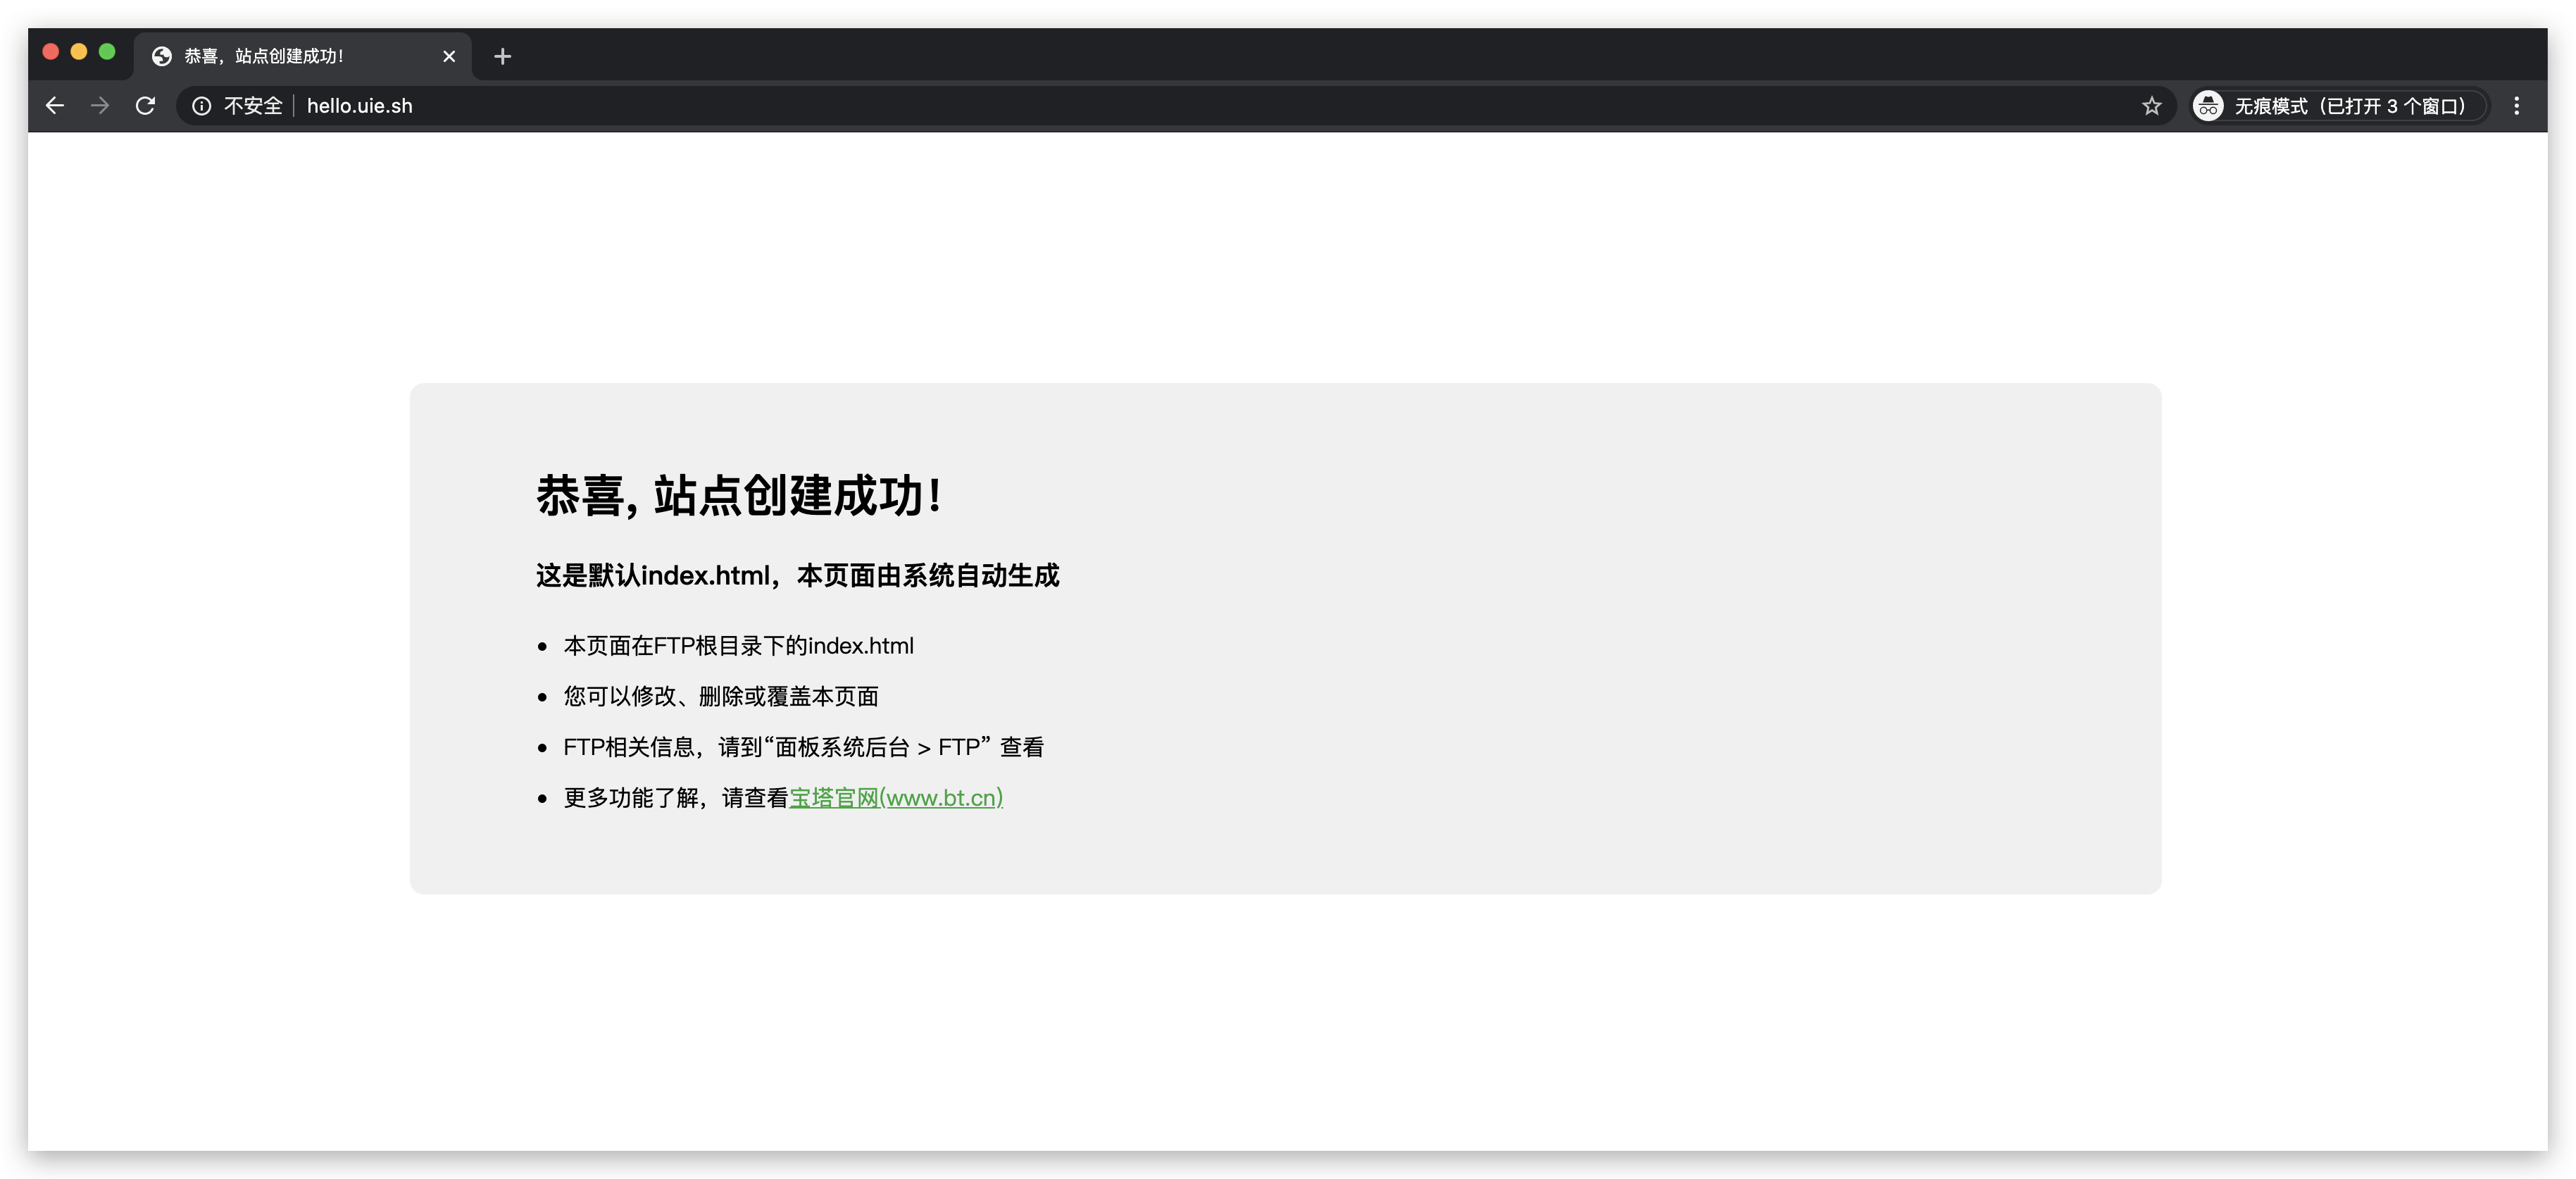 恭喜，站点创建成功！
不安全 hello.uie.sh 无痕模式（已打开 3 个窗口）
恭喜, 站点创建成功！
这是默认index.html，本页面由系统自动生成
本页面在FTP根目录下的index.html
您可以修改、删除或覆盖本页面
FTP相关信息，请到“面板系统后台 > FTP” 查看
更多功能了解，请查看宝塔官网(www.bt.cn)